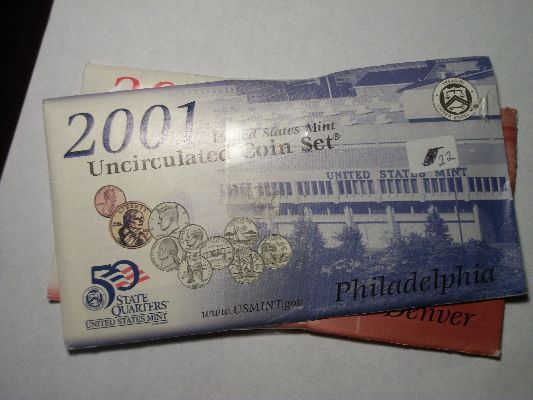 2001
United States Mint
Uncirculated Coin Set®
22
UNITED STATES MINT
50
STATE
QUARTERS
UNITED STATES MINT
www.USMINT.gov
Philadelphia
Denver